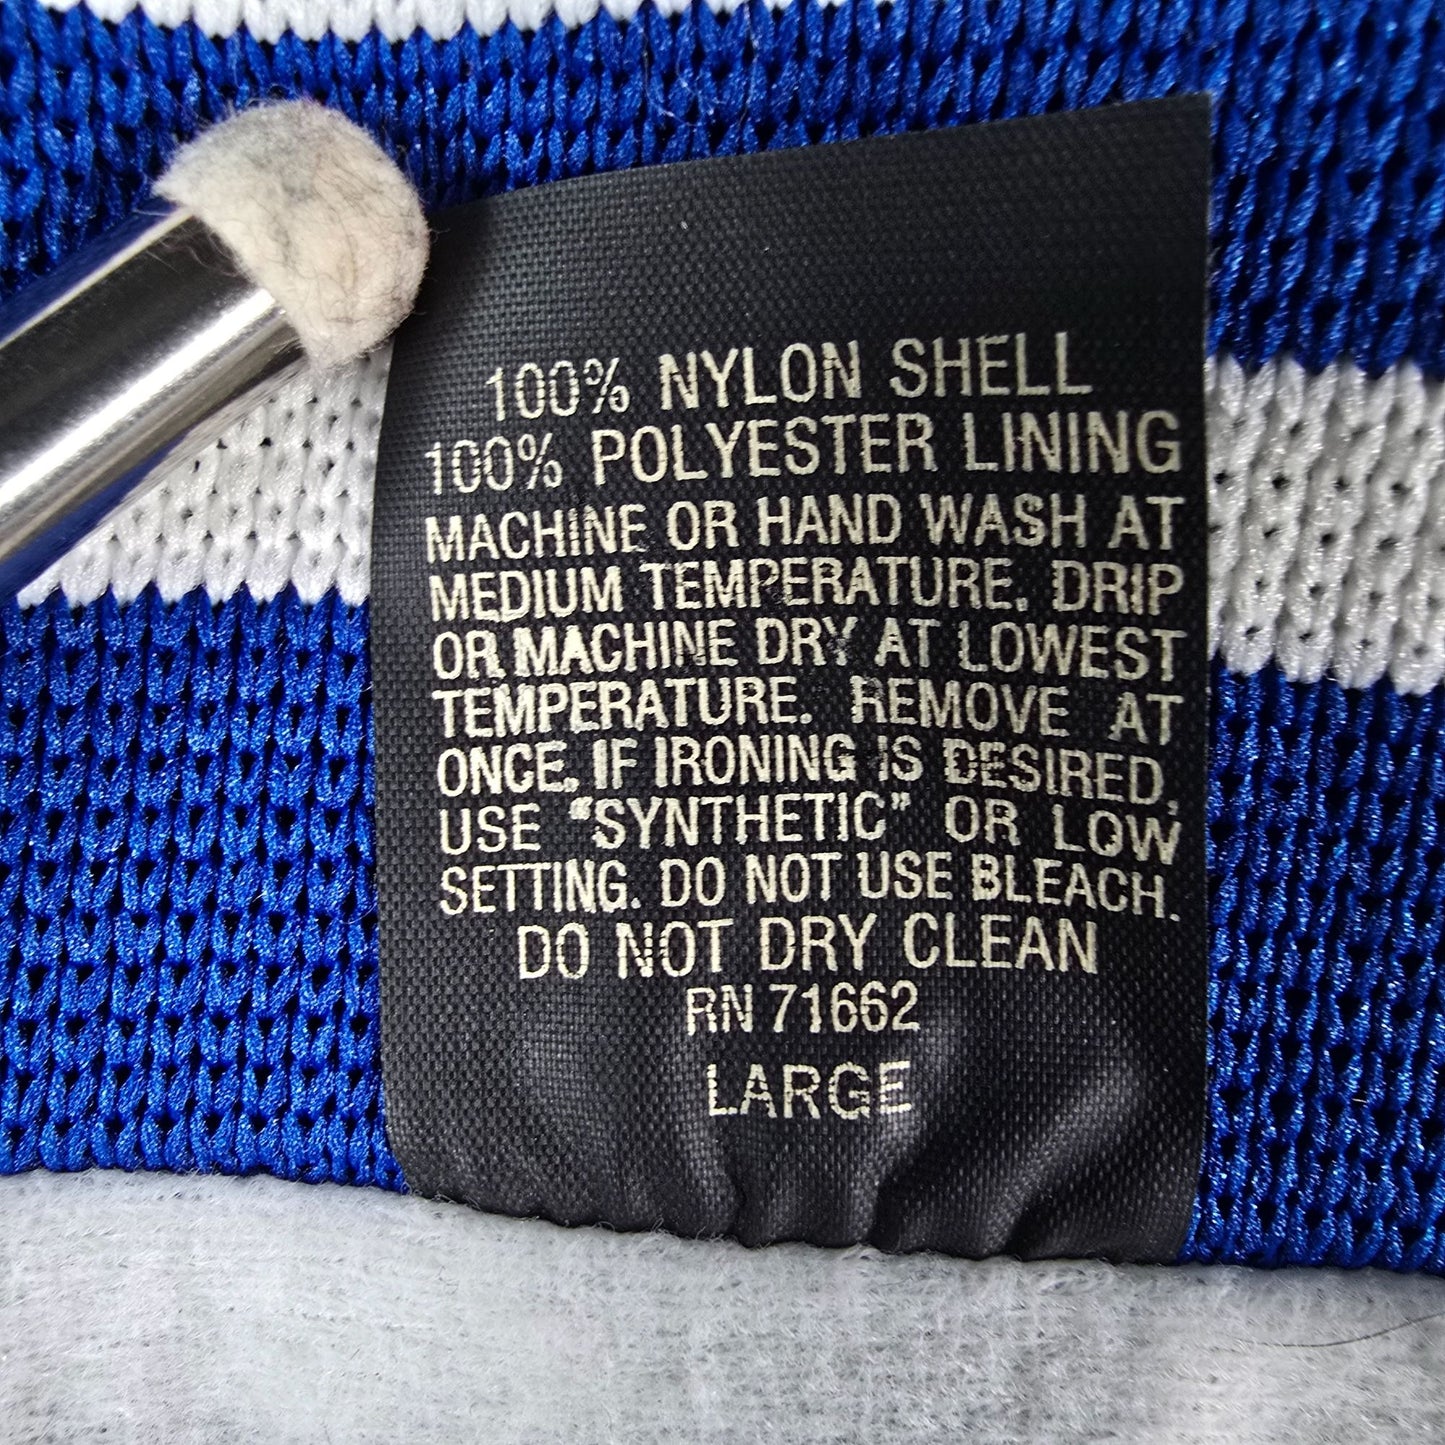 100% NYLON SHELL
100% POLYESTER LINING
MACHINE OR HAND WASH AT
MEDIUM TEMPERATURE. DRIP
OR MACHINE DRY AT LOWEST
TEMPERATURE. REMOVE AT
ONCE. IF IRONING IS DESIRED,
USE "SYNTHETIC" OR LOW
SETTING. DO NOT USE BLEACH.
DO NOT DRY CLEAN
RN 71662
LARGE